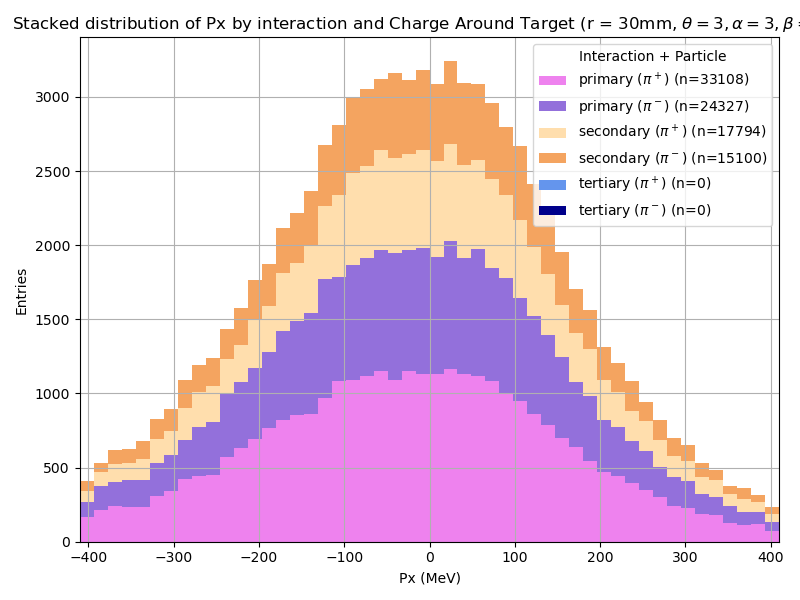 Stacked distribution of Px by interaction and Charge Around Target (r = 30mm, θ = 3, α = 3, β =
Interaction + Particle
primary (π⁺) (n=33108)
primary (π⁻) (n=24327)
secondary (π⁺) (n=17794)
secondary (π⁻) (n=15100)
tertiary (π⁺) (n=0)
tertiary (π⁻) (n=0)
Entries
3000
2500
2000
1500
1000
500
0
−400 −300 −200 −100 0 100 200 300 400
Px (MeV)